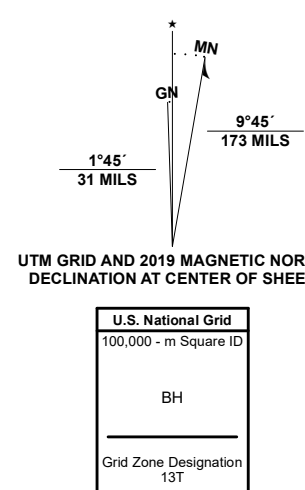 ★
MN
GN
9°45´
173 MILS
1°45´
31 MILS
UTM GRID AND 2019 MAGNETIC NOR
DECLINATION AT CENTER OF SHEE
U.S. National Grid
100,000 - m Square ID
BH
Grid Zone Designation
13T